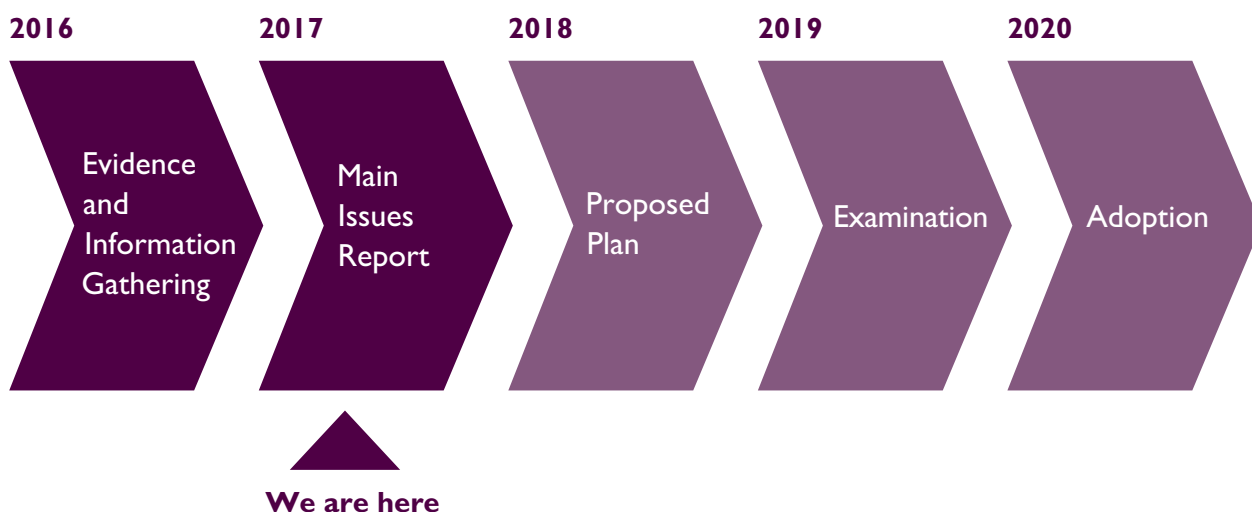 2016
2017
2018
2019
2020
Evidence
and
Information
Gathering
Main
Issues
Report
Proposed
Plan
Examination
Adoption
We are here